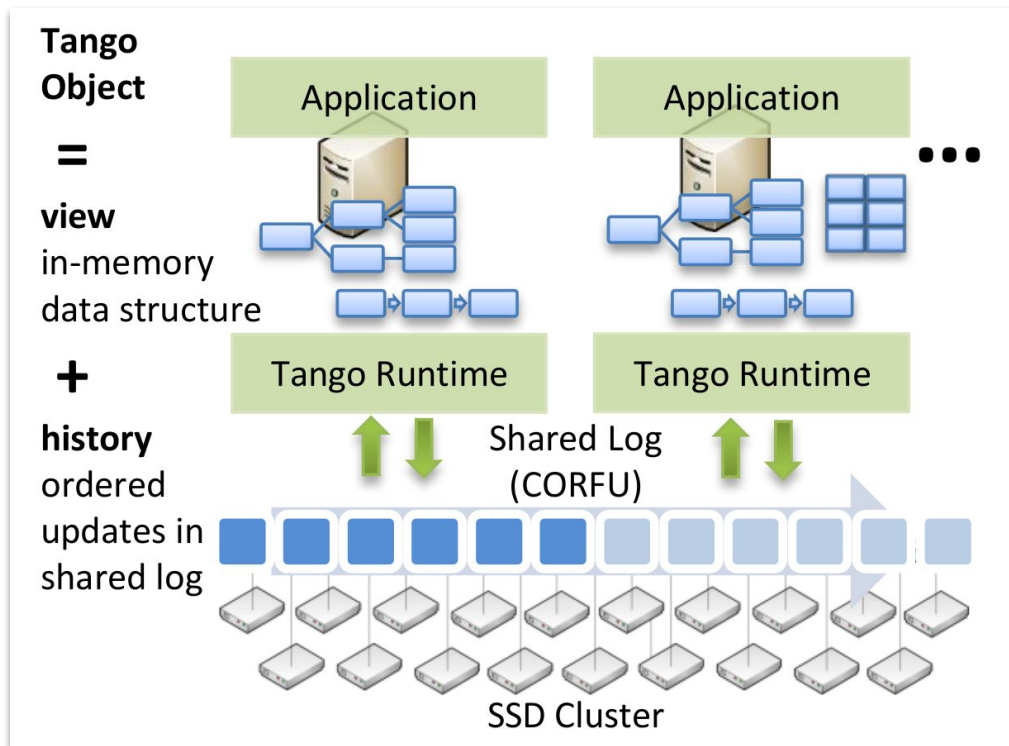 Tango
Object
=
view
in-memory
data structure
+
history
ordered
updates in
shared log
Application
Application
...
Tango Runtime
Tango Runtime
Shared Log
(CORFU)
SSD Cluster